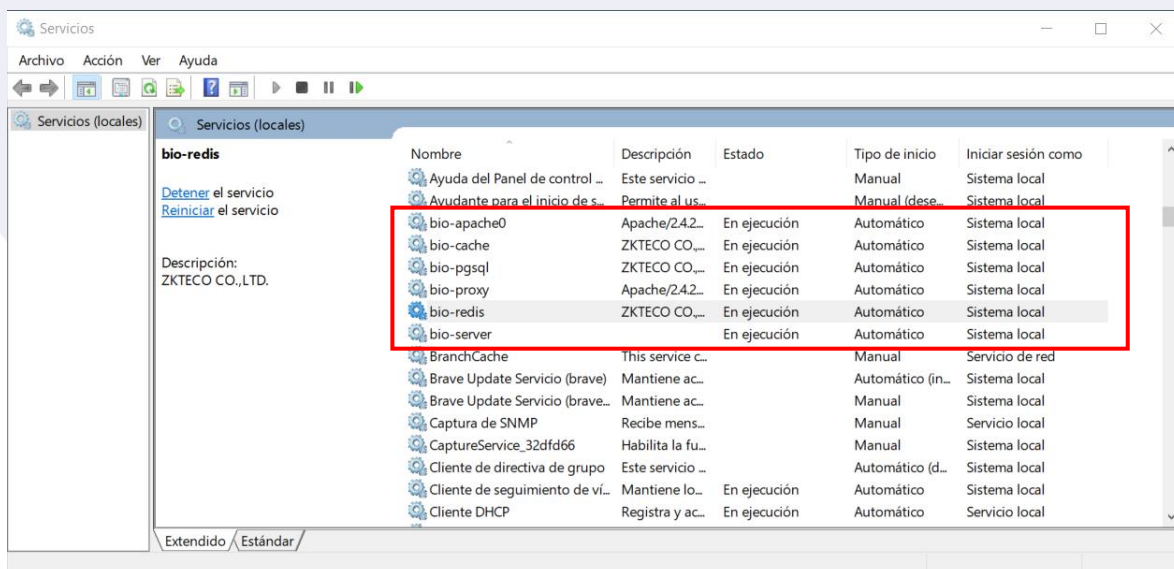 Servicios
Archivo Acción Ver Ayuda
Servicios (locales)
Servicios (locales)
bio-redis
Detener el servicio
Reiniciar el servicio
Descripción:
ZKTECO CO.,LTD.
Nombre Descripción Estado Tipo de inicio Iniciar sesión como
Ayuda del Panel de control ... Este servicio ... Manual Sistema local
Ayudante para el inicio de s... Permite al us... Manual (dese... Sistema local
bio-apache0 Apache/2.4.2... En ejecución Automático Sistema local
bio-cache ZKTECO CO.,... En ejecución Automático Sistema local
bio-pgsql ZKTECO CO.,... En ejecución Automático Sistema local
bio-proxy Apache/2.4.2... En ejecución Automático Sistema local
bio-redis ZKTECO CO.,... En ejecución Automático Sistema local
bio-server En ejecución Automático Sistema local
BranchCache This service c... Manual Servicio de red
Brave Update Servicio (brave) Mantiene ac... Automático (in... Sistema local
Brave Update Servicio (brave... Mantiene ac... Manual Sistema local
Captura de SNMP Recibe mens... Manual Servicio local
CaptureService_32dfd66 Habilita la fu... Manual Sistema local
Cliente de directiva de grupo Este servicio ... Automático (d... Sistema local
Cliente de seguimiento de ví... Mantiene lo... En ejecución Automático Sistema local
Cliente DHCP Registra y ac... En ejecución Automático Servicio local
Extendido Estándar